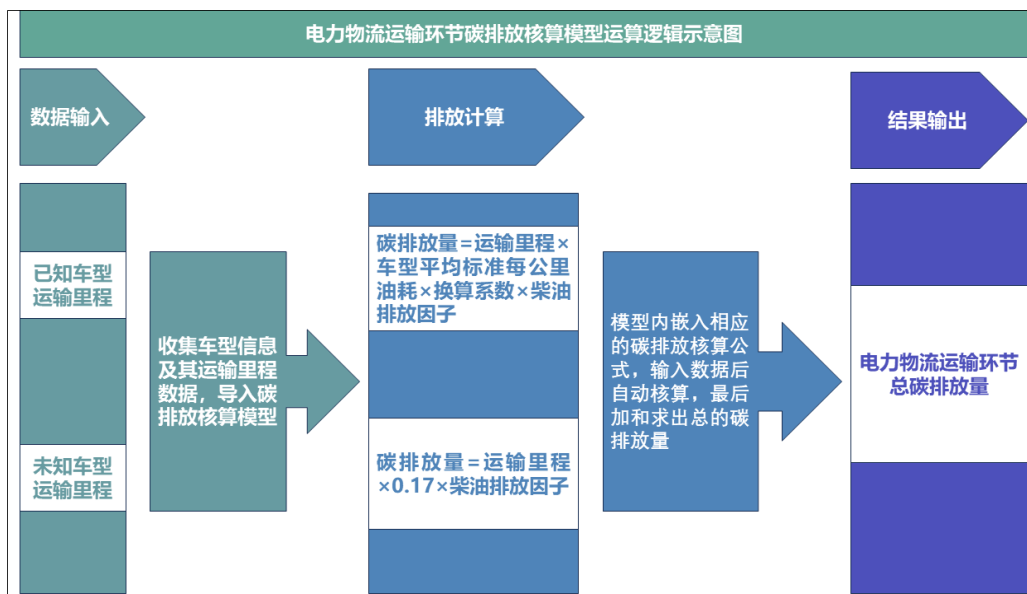 电力物流运输环节碳排放核算模型运算逻辑示意图
数据输入
排放计算
结果输出
已知车型
运输里程
未知车型
运输里程
收集车型信息
及其运输里程
数据，导入碳
排放核算模型
碳排放量=运输里程×
车型平均标准每公里
油耗×换算系数×柴油
排放因子
碳排放量=运输里程
×0.17×柴油排放因子
模型内嵌入相应
的碳排放核算公
式，输入数据后
自动核算，最后
加和求出总的碳
排放量
电力物流运输环节
总碳排放量